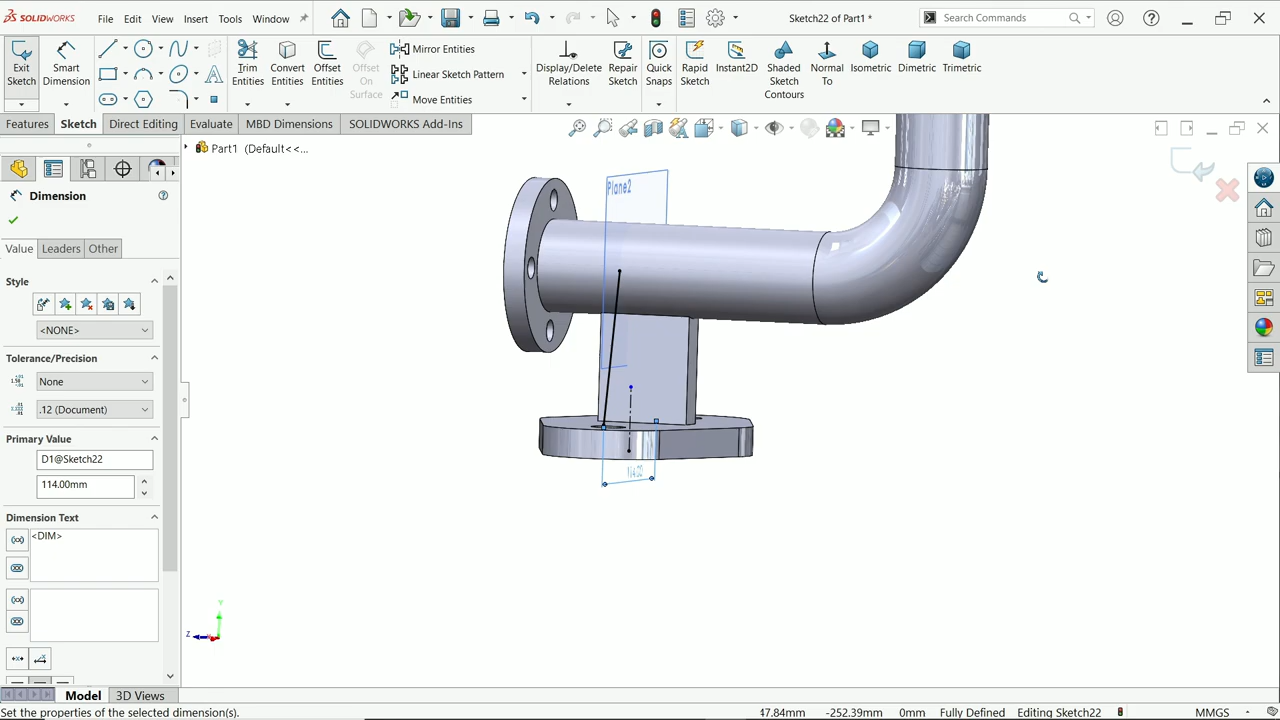 SOLIDWORKS
File
Edit
View
Insert
Tools
Window
Sketch22 of Part1 *
Search Commands
Exit Sketch
Smart Dimension
Trim Entities
Convert Entities
Offset Entities
Offset On Surface
Mirror Entities
Linear Sketch Pattern
Move Entities
Display/Delete Relations
Repair Sketch
Quick Snaps
Rapid Sketch
Instant2D
Shaded Sketch Contours
Normal To
Isometric
Dimetric
Trimetric
Features
Sketch
Direct Editing
Evaluate
MBD Dimensions
SOLIDWORKS Add-Ins
Part1 (Default<<...
Dimension
Value
Leaders
Other
Style
<NONE>
Tolerance/Precision
None
.12 (Document)
Primary Value
D1@Sketch22
114.00mm
Dimension Text
<DIM>
Plane2
114.00
Y
Z
Model
3D Views
Set the properties of the selected dimension(s).
47.84mm
-252.39mm
0mm
Fully Defined
Editing Sketch22
MMGS